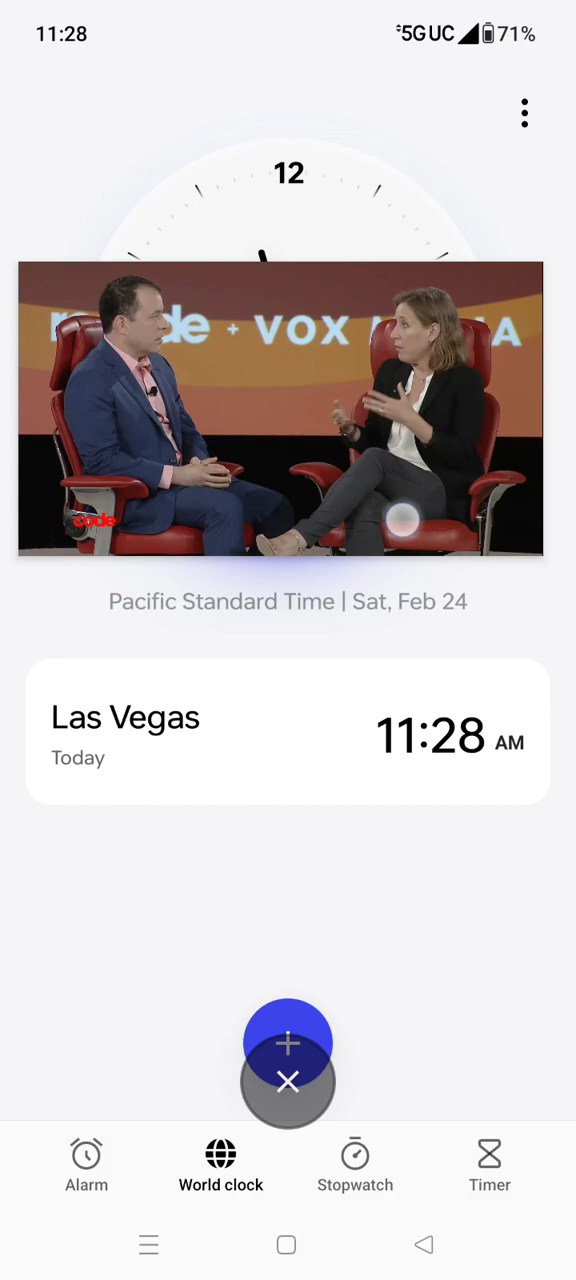 11:28
5G UC 71%
12
+ VOX
code
Pacific Standard Time | Sat, Feb 24
Las Vegas
11:28 AM
Today
Alarm
World clock
Stopwatch
Timer